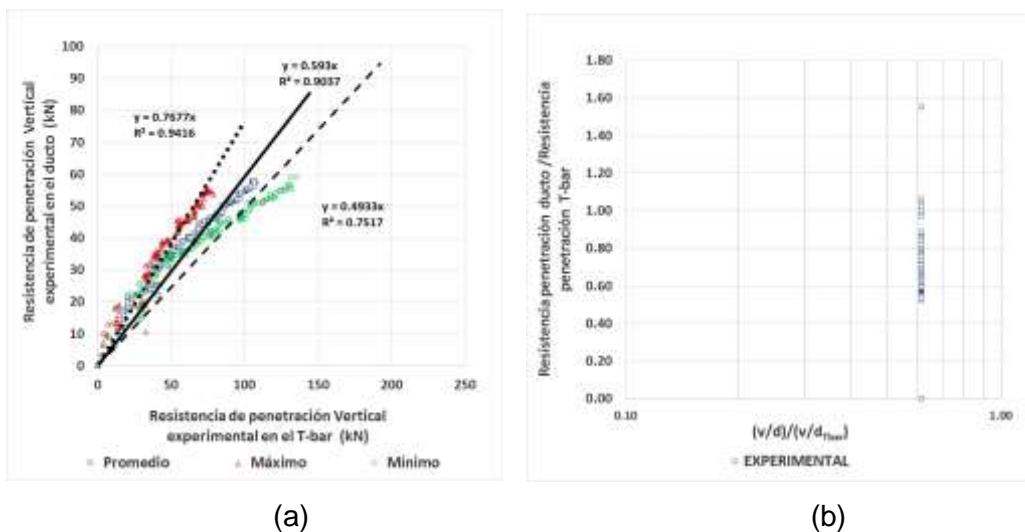 100
90
80
70
60
50
40
30
20
10
0
0
50
100
150
200
250
Resistencia de penetración Vertical
experimental en el ducto (kN)
y = 0.593x
R² = 0.9037
y = 0.7677x
R² = 0.9416
y = 0.4933x
R² = 0.7517
Resistencia de penetración Vertical
experimental en el T-bar (kN)
Promedio
Máximo
Mínimo
(a)
1.80
1.60
1.40
1.20
1.00
0.80
0.60
0.40
0.20
0.00
0.10
1.00
Resistencia penetración ducto /Resistencia
penetración T-bar
(v/d)/(v/dTbar)
EXPERIMENTAL
(b)